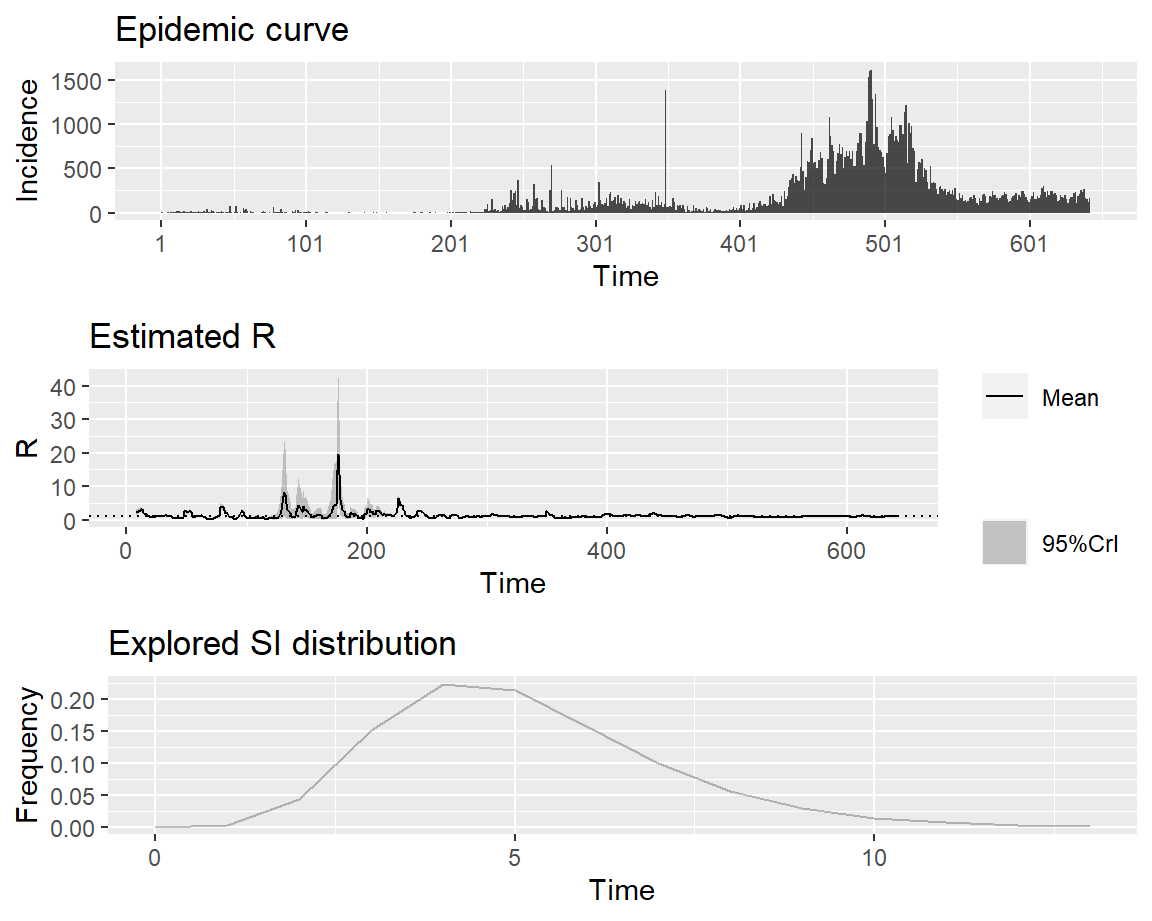 Epidemic curve
Incidence
1500
1000
500
0
1 101 201 301 401 501 601
Time
Estimated R
R
40
30
20
10
0
0 200 400 600
Time
Mean
95%CrI
Explored SI distribution
Frequency
0.20
0.15
0.10
0.05
0.00
0 5 10
Time